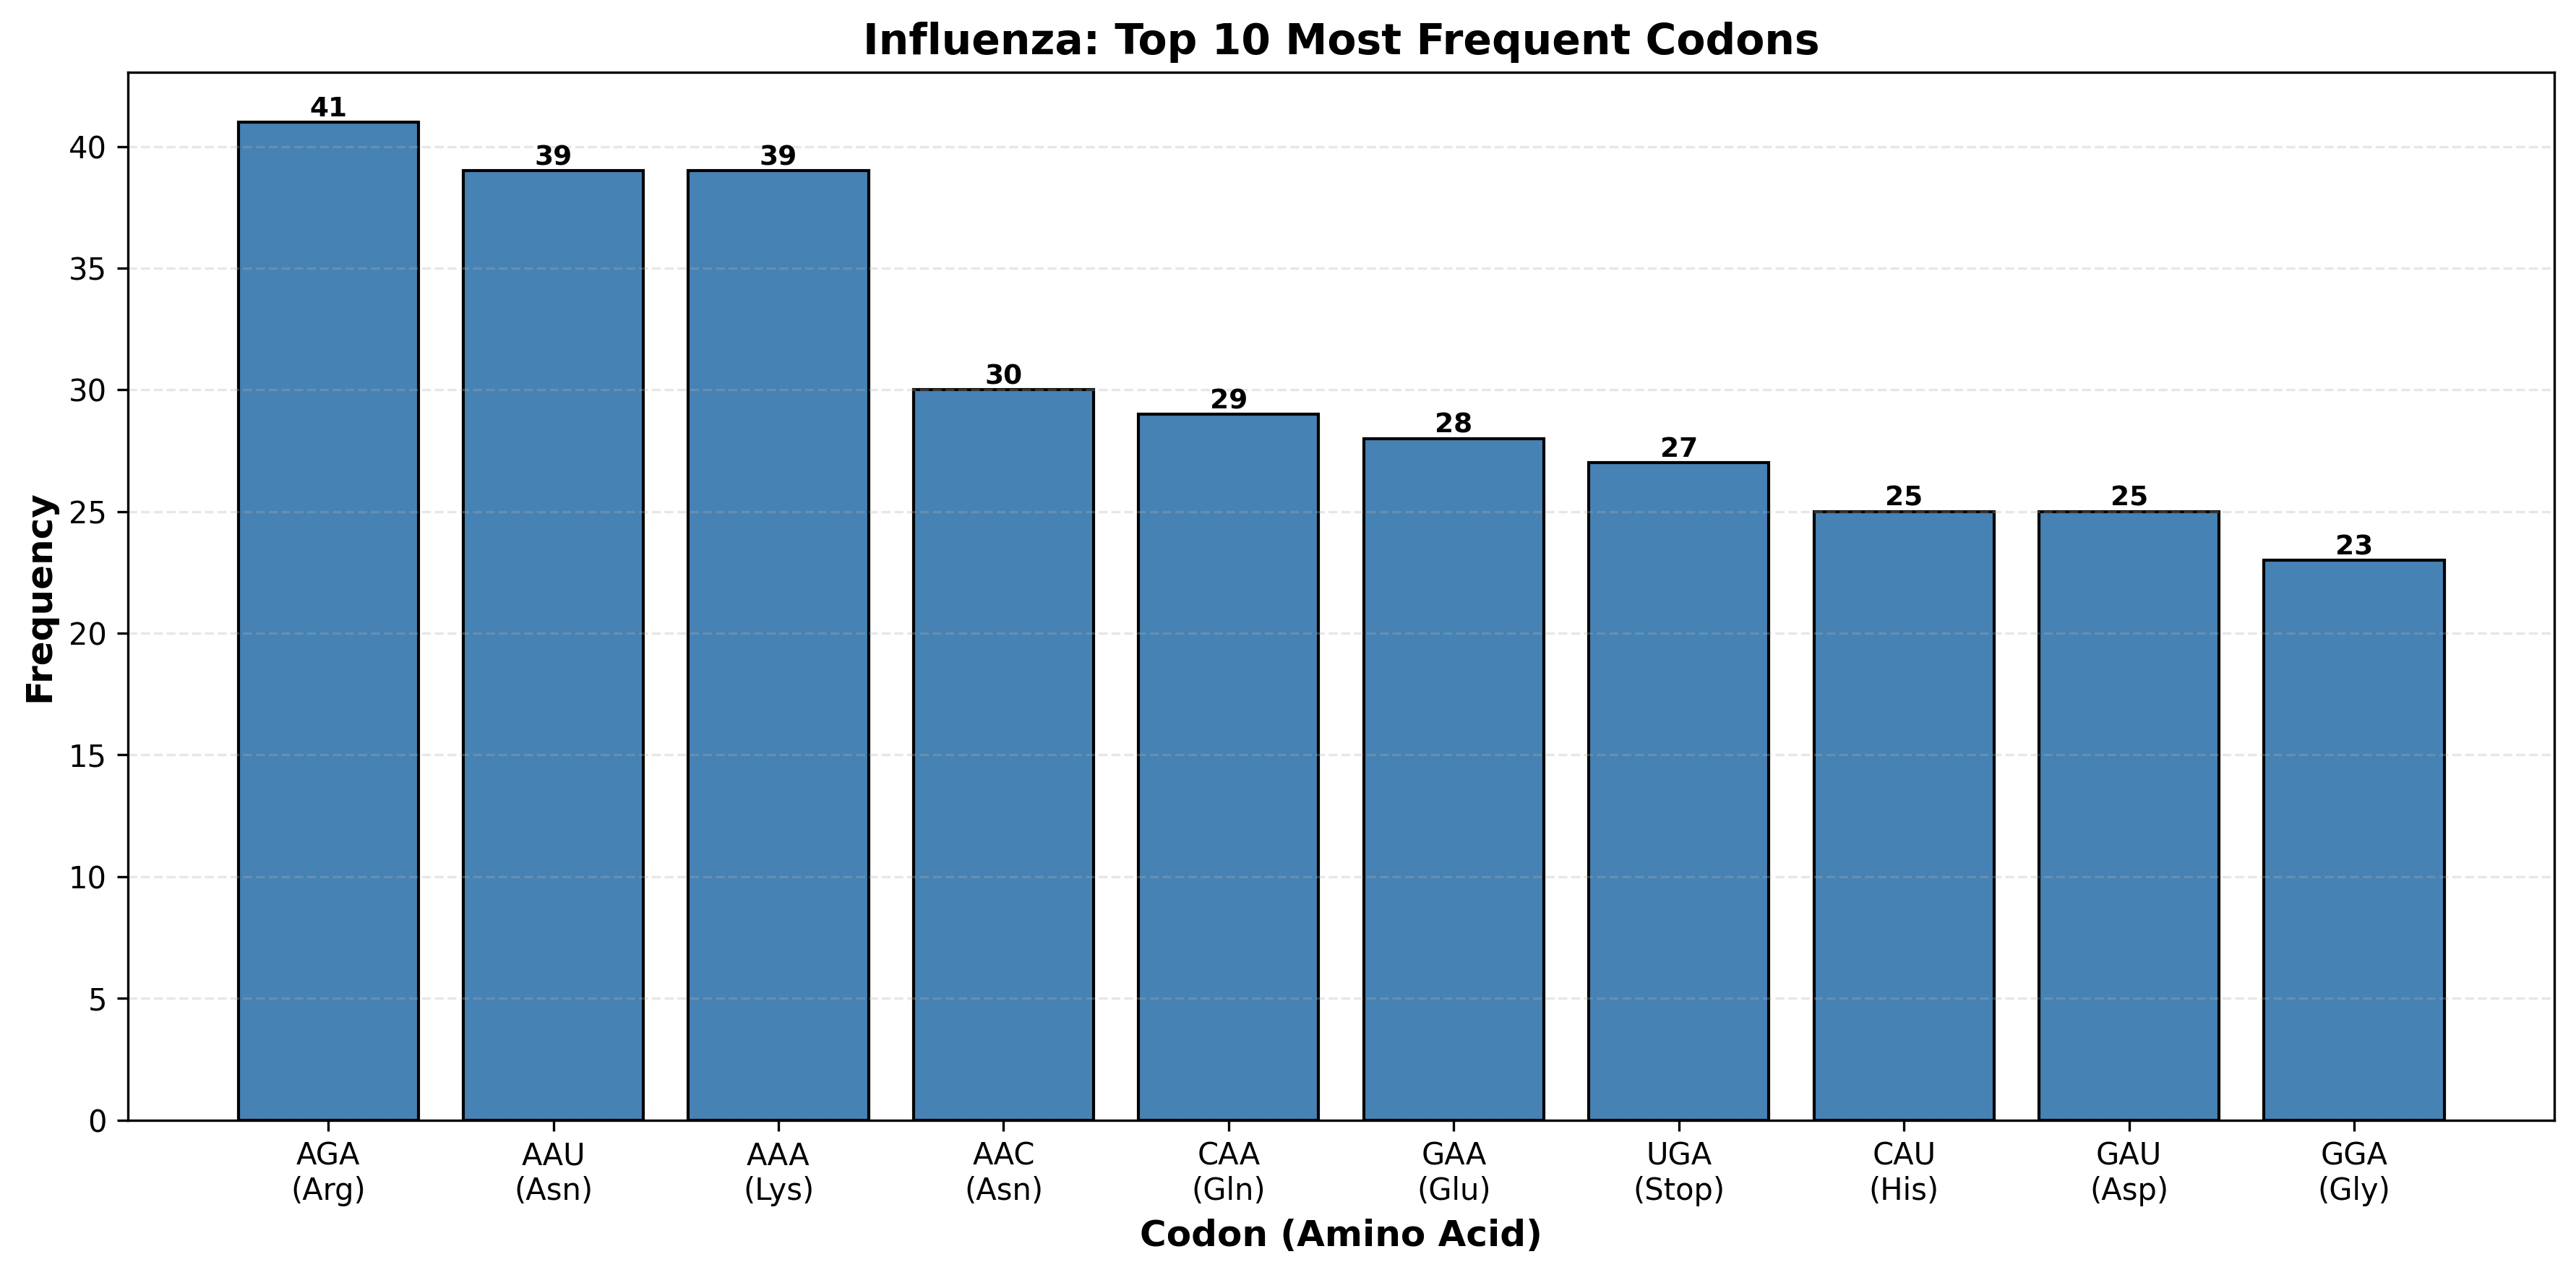 Influenza: Top 10 Most Frequent Codons
Frequency
40
35
30
25
20
15
10
5
0
41
39
39
30
29
28
27
25
25
23
AGA
(Arg)
AAU
(Asn)
AAA
(Lys)
AAC
(Asn)
CAA
(Gln)
GAA
(Glu)
UGA
(Stop)
CAU
(His)
GAU
(Asp)
GGA
(Gly)
Codon (Amino Acid)